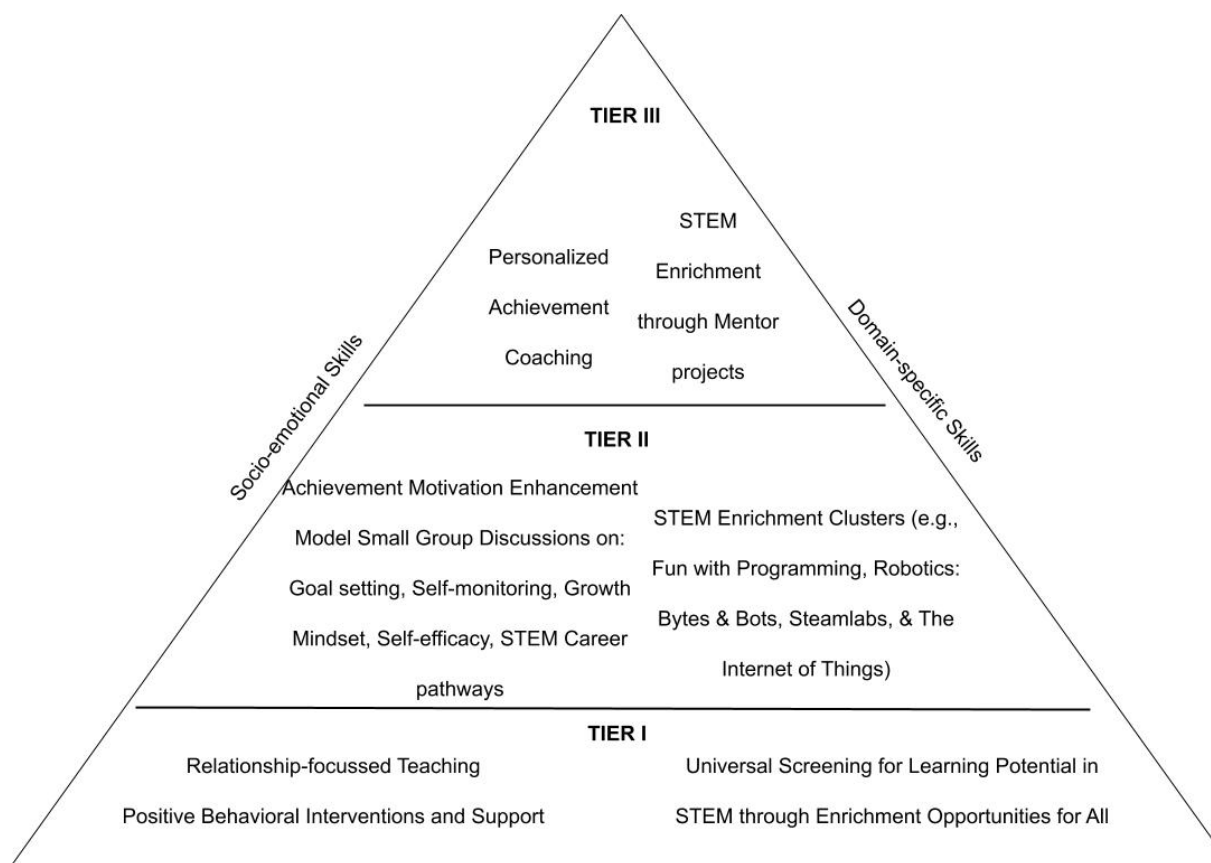 TIER III
Personalized
Achievement
Coaching
STEM
Enrichment
through Mentor
projects
Socio-emotional Skills
Domain-specific Skills
TIER II
Achievement Motivation Enhancement
Model Small Group Discussions on:
Goal setting, Self-monitoring, Growth
Mindset, Self-efficacy, STEM Career
pathways
STEM Enrichment Clusters (e.g.,
Fun with Programming, Robotics:
Bytes & Bots, Steamlabs, & The
Internet of Things)
TIER I
Relationship-focussed Teaching
Positive Behavioral Interventions and Support
Universal Screening for Learning Potential in
STEM through Enrichment Opportunities for All